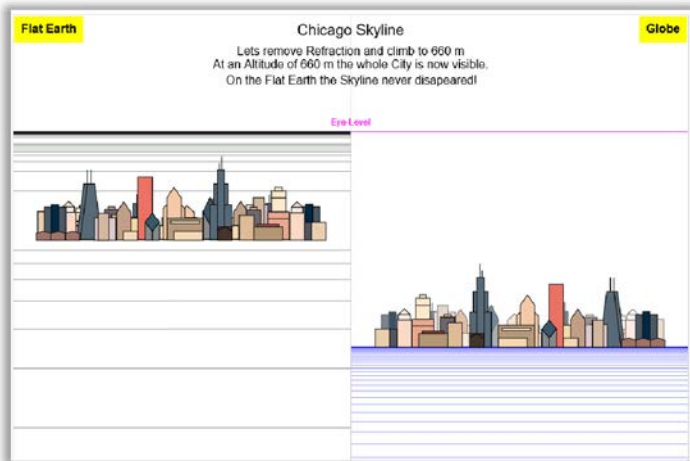 Flat Earth
Chicago Skyline
Globe
Lets remove Refraction and climb to 660 m
At an Altitude of 660 m the whole City is now visible.
On the Flat Earth the Skyline never disapeared!
Eye-Level